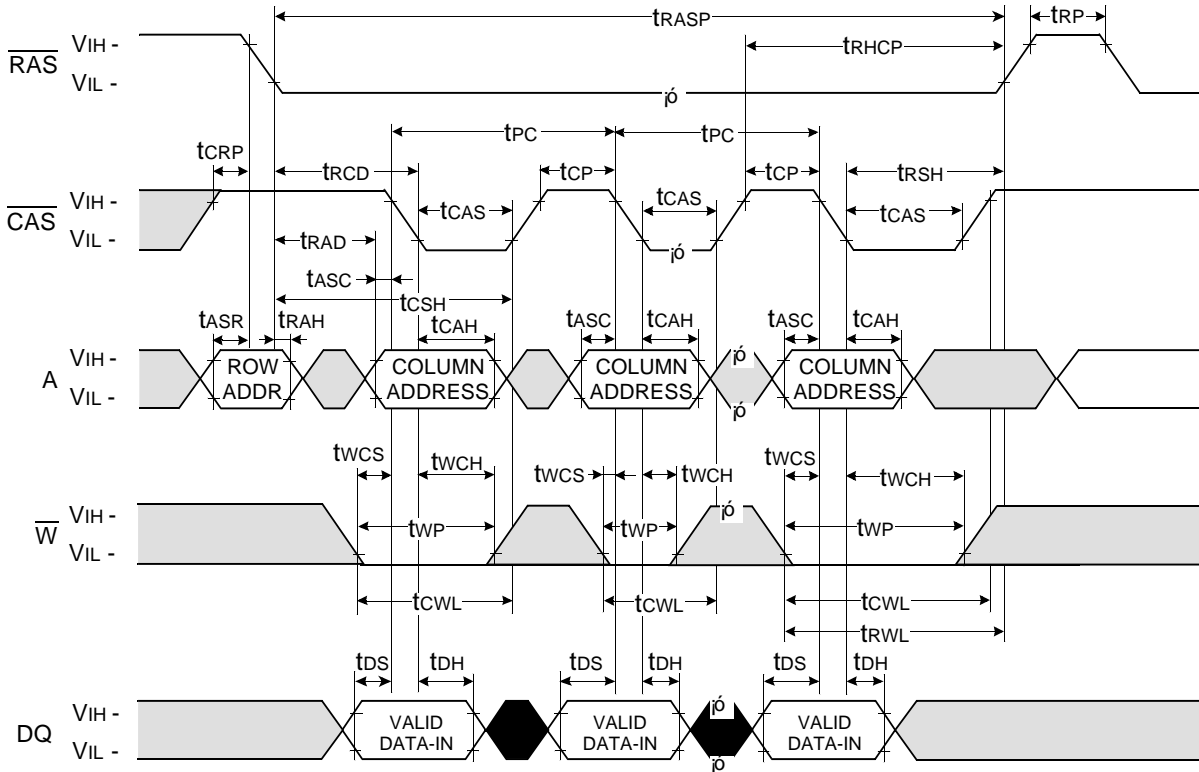 tRASP
tRP
tRHCP
RAS
VIH -
VIL -
¡ó
tPC
tPC
tCRP
tRCD
tCP
tCP
tRSH
CAS
VIH -
VIL -
tCAS
tCAS
tCAS
¡ó
tRAD
tASC
tCSH
tASR
tRAH
tCAH
tASC
tCAH
tASC
tCAH
A
VIH -
VIL -
ROW
ADDR
COLUMN
ADDRESS
COLUMN
ADDRESS
¡ó
¡ó
COLUMN
ADDRESS
tWCS
tWCH
tWCS
tWCH
tWCS
tWCH
W
VIH -
VIL -
tWP
tWP
¡ó
tWP
tCWL
tCWL
tCWL
tRWL
tDS
tDH
tDS
tDH
tDS
tDH
DQ
VIH -
VIL -
VALID
DATA-IN
VALID
DATA-IN
¡ó
¡ó
VALID
DATA-IN